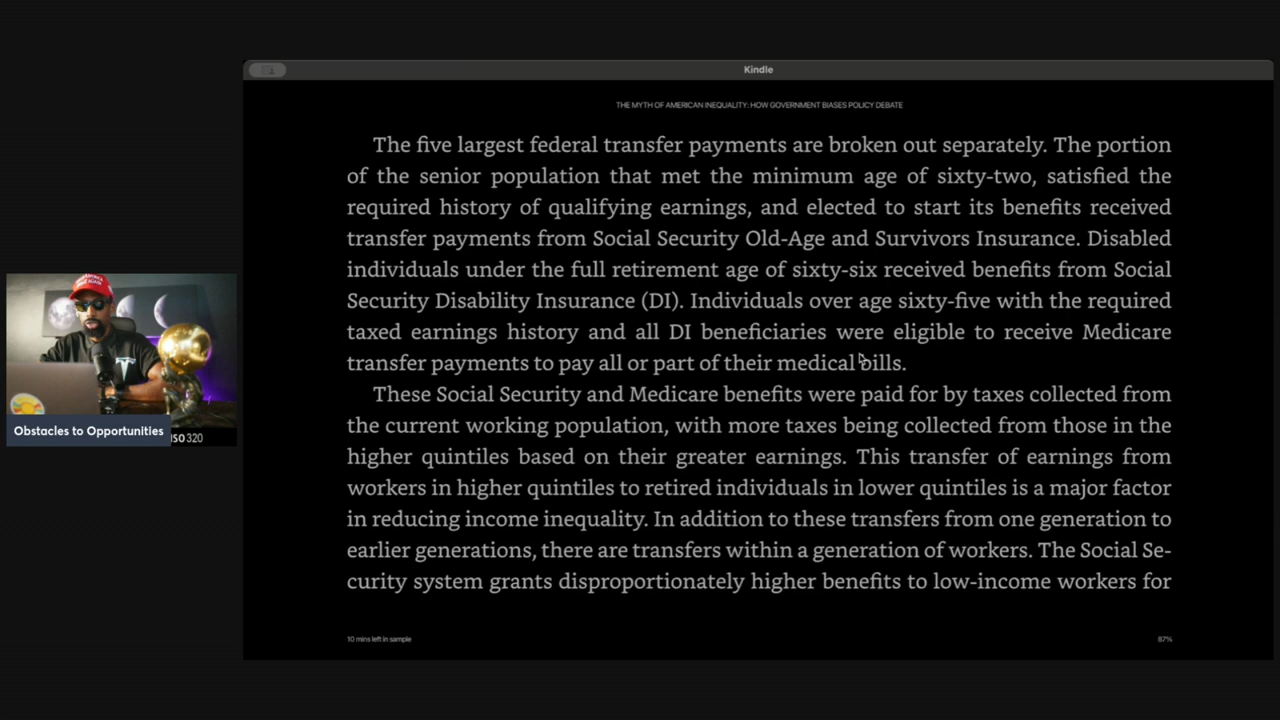 Kindle
THE MYTH OF AMERICAN INEQUALITY: HOW GOVERNMENT BIASES POLICY DEBATE
The five largest federal transfer payments are broken out separately. The portion
of the senior population that met the minimum age of sixty-two, satisfied the
required history of qualifying earnings, and elected to start its benefits received
transfer payments from Social Security Old-Age and Survivors Insurance. Disabled
individuals under the full retirement age of sixty-six received benefits from Social
Security Disability Insurance (DI). Individuals over age sixty-five with the required
taxed earnings history and all DI beneficiaries were eligible to receive Medicare
transfer payments to pay all or part of their medical bills.
These Social Security and Medicare benefits were paid for by taxes collected from
the current working population, with more taxes being collected from those in the
higher quintiles based on their greater earnings. This transfer of earnings from
workers in higher quintiles to retired individuals in lower quintiles is a major factor
in reducing income inequality. In addition to these transfers from one generation to
earlier generations, there are transfers within a generation of workers. The Social Se-
curity system grants disproportionately higher benefits to low-income workers for
10 mins left in sample
87%
Obstacles to Opportunities
ISO 320